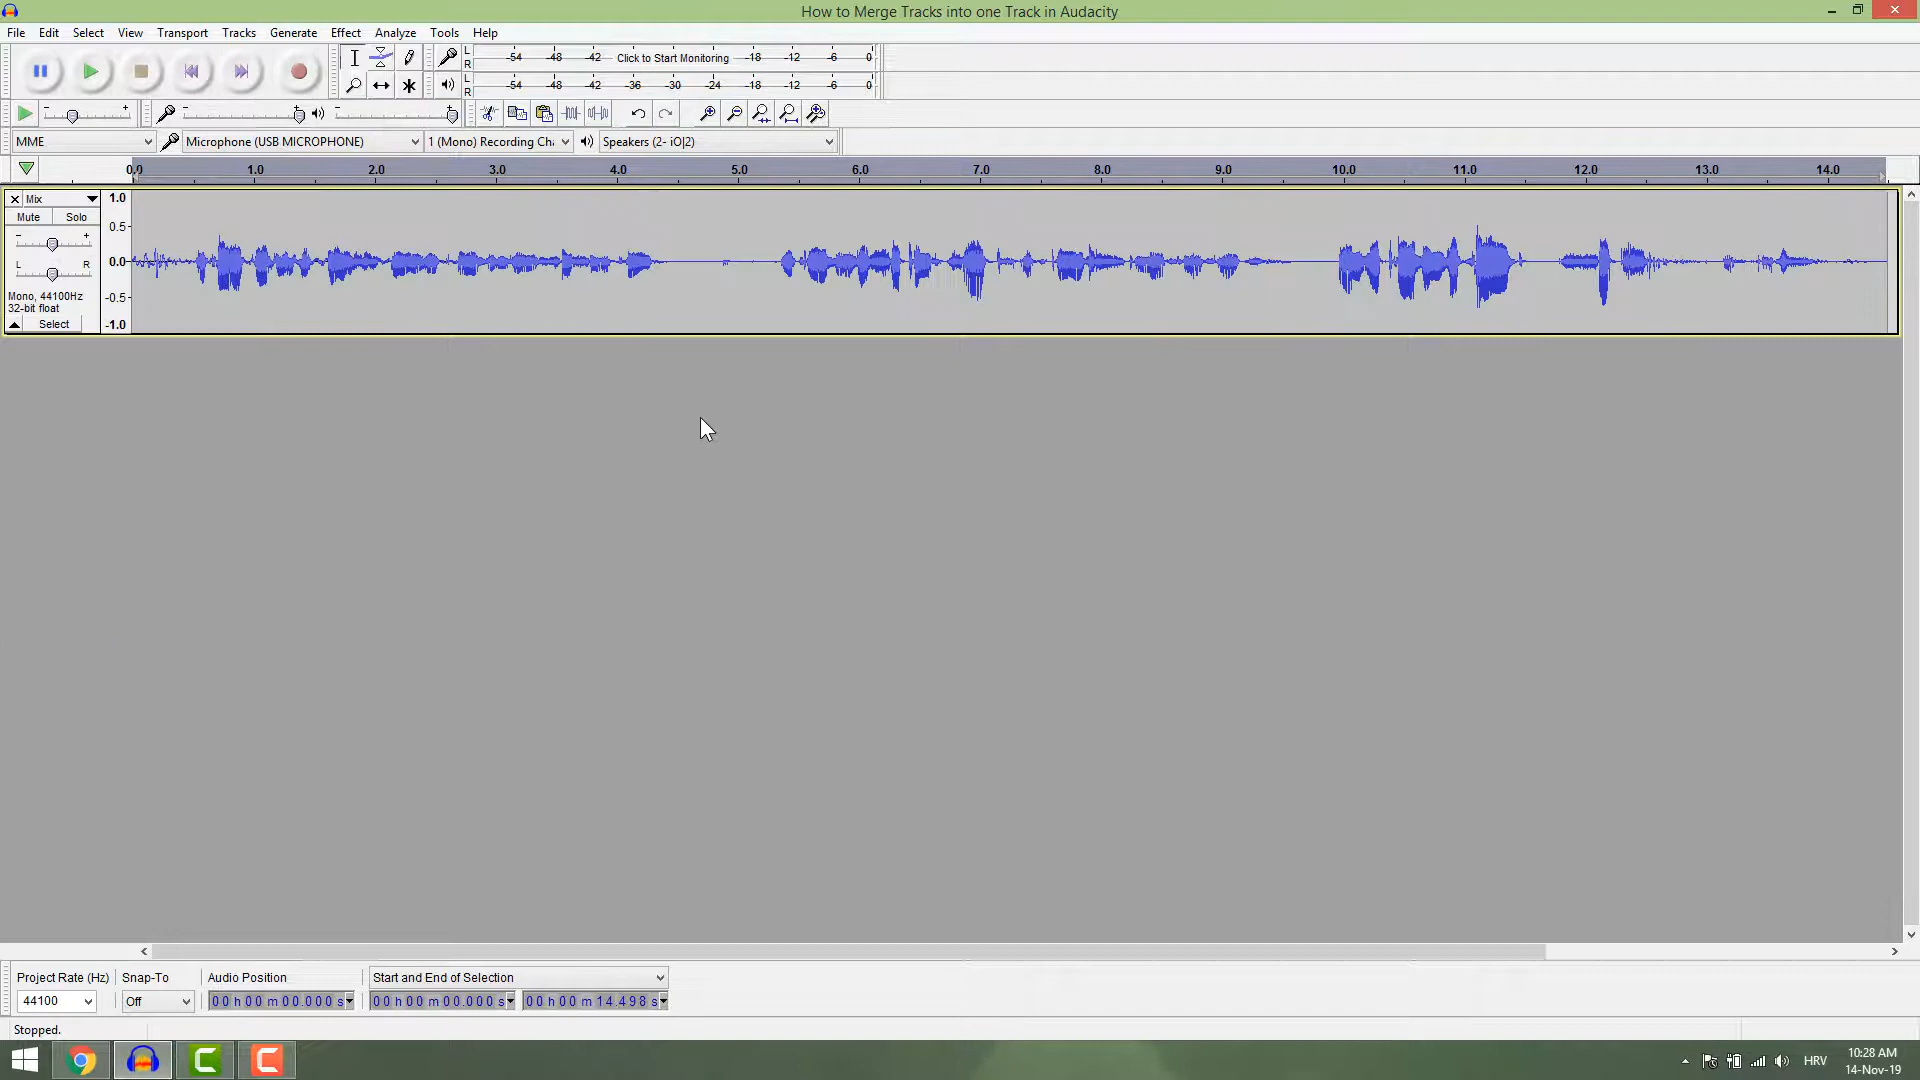 How to Merge Tracks into one Track in Audacity
File Edit Select View Transport Tracks Generate Effect Analyze Tools Help
L
R
-54 -48 -42 Click to Start Monitoring -18 -12 -6 0
L
R
-54 -48 -42 -36 -30 -24 -18 -12 -6 0
MME Microphone (USB MICROPHONE) 1 (Mono) Recording Cha Speakers (2- iO|2)
0.0 1.0 2.0 3.0 4.0 5.0 6.0 7.0 8.0 9.0 10.0 11.0 12.0 13.0 14.0
Mix
Mute Solo
- +
L R
Mono, 44100Hz
32-bit float
Select
1.0
0.5
0.0
-0.5
-1.0
Project Rate (Hz) Snap-To Audio Position Start and End of Selection
44100 Off 00 h 00 m 00.000 s 00 h 00 m 00.000 s 00 h 00 m 14.498 s
Stopped.
HRV
10:28 AM
14-Nov-19